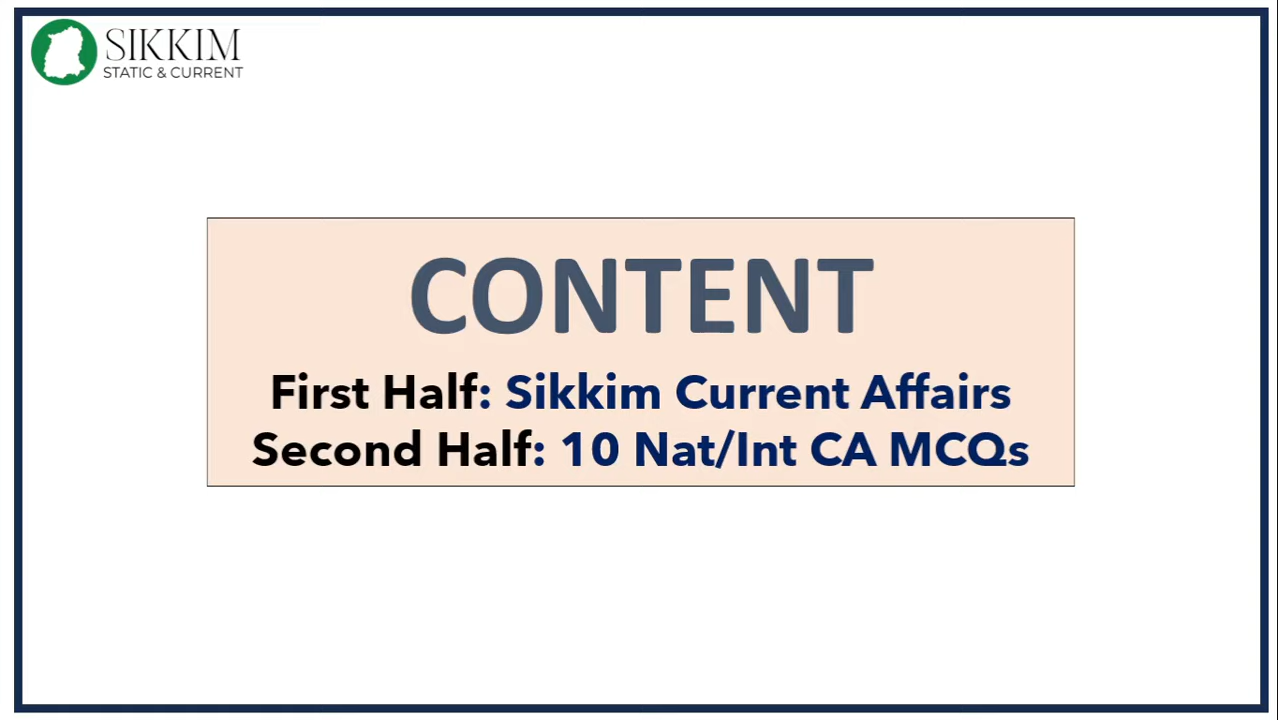 SIKKIM
STATIC & CURRENT
CONTENT
First Half: Sikkim Current Affairs
Second Half: 10 Nat/Int CA MCQs